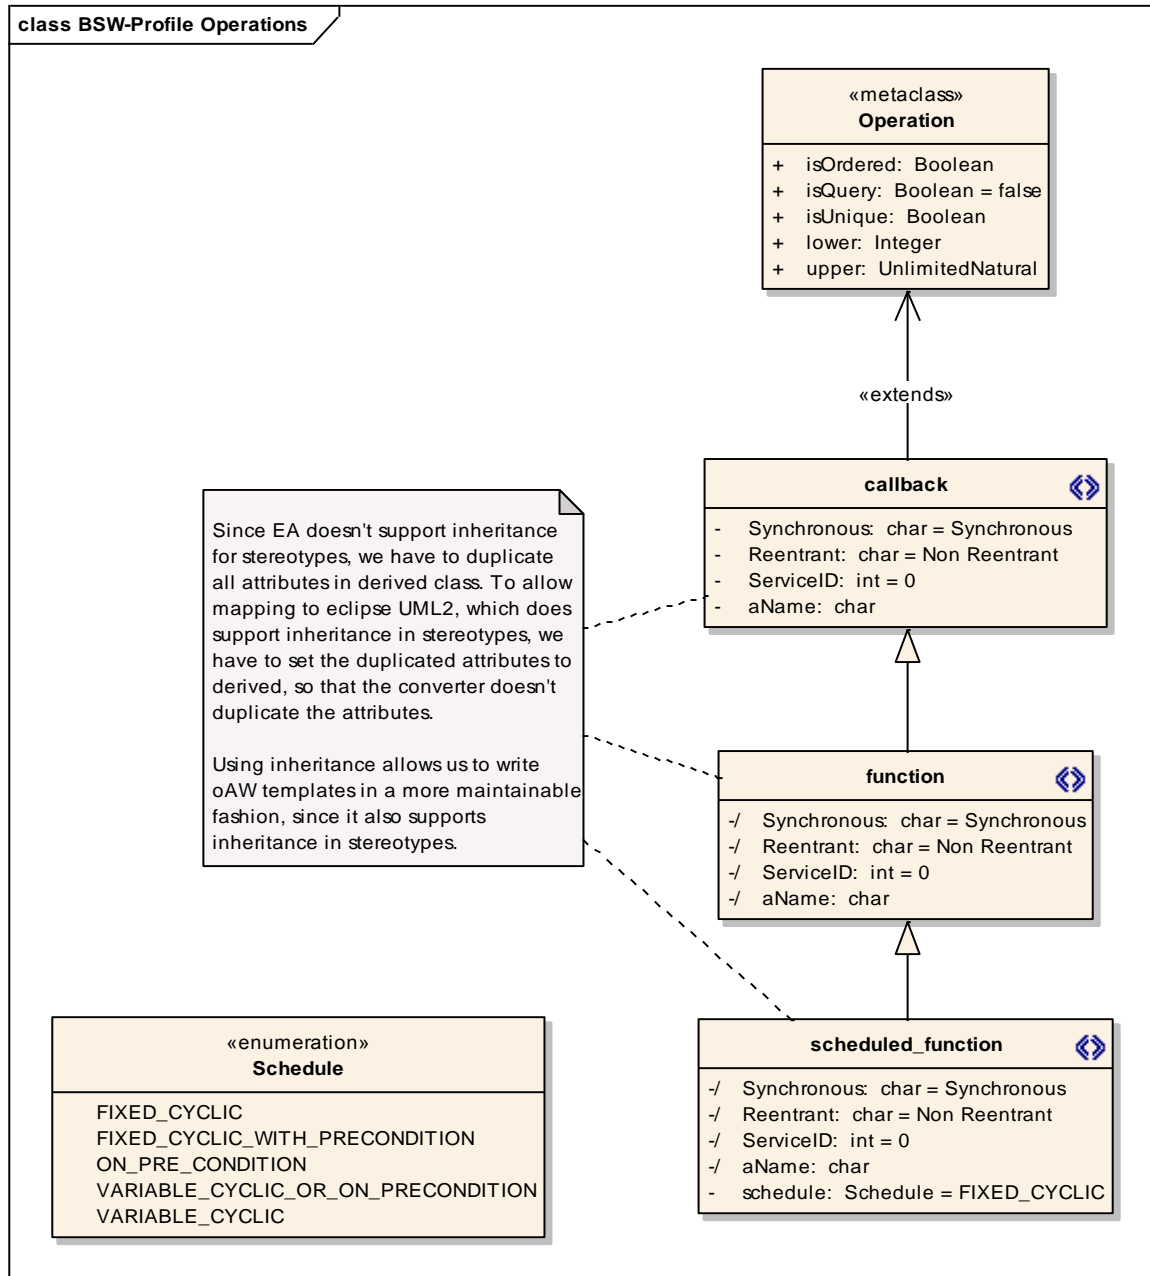 class BSW-Profile Operations
«metaclass»
Operation
+ isOrdered: Boolean
+ isQuery: Boolean = false
+ isUnique: Boolean
+ lower: Integer
+ upper: UnlimitedNatural
«extends»
callback
- Synchronous: char = Synchronous
- Reentrant: char = Non Reentrant
- ServiceID: int = 0
- aName: char
Since EA doesn't support inheritance
for stereotypes, we have to duplicate
all attributes in derived class. To allow
mapping to eclipse UML2, which does
support inheritance in stereotypes, we
have to set the duplicated attributes to
derived, so that the converter doesn't
duplicate the attributes.
Using inheritance allows us to write
oAW templates in a more maintainable
fashion, since it also supports
inheritance in stereotypes.
function
-/ Synchronous: char = Synchronous
-/ Reentrant: char = Non Reentrant
-/ ServiceID: int = 0
-/ aName: char
«enumeration»
Schedule
FIXED_CYCLIC
FIXED_CYCLIC_WITH_PRECONDITION
ON_PRE_CONDITION
VARIABLE_CYCLIC_OR_ON_PRECONDITION
VARIABLE_CYCLIC
scheduled_function
-/ Synchronous: char = Synchronous
-/ Reentrant: char = Non Reentrant
-/ ServiceID: int = 0
-/ aName: char
- schedule: Schedule = FIXED_CYCLIC